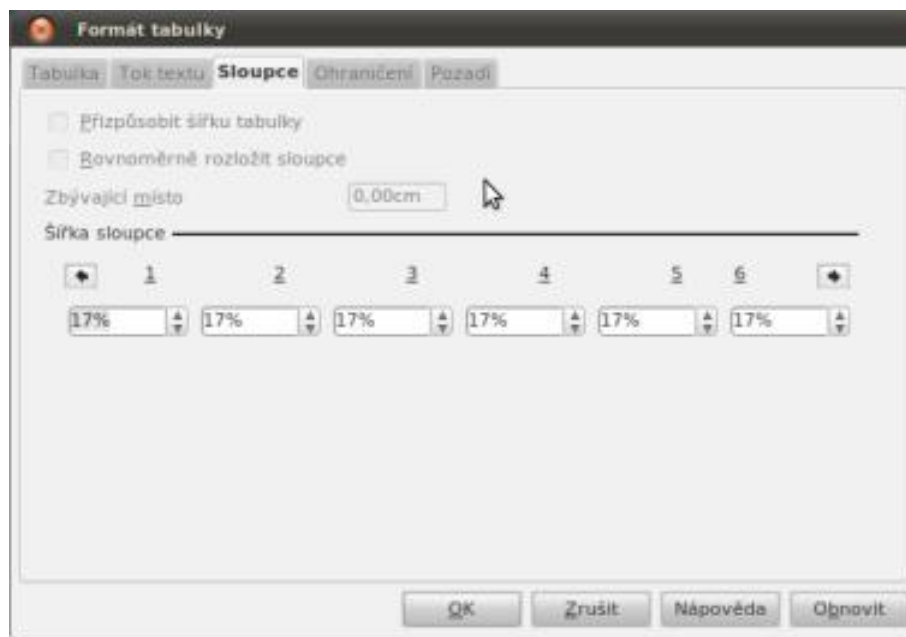 Formát tabulky
Tabulka Tok textu Sloupce Ohraničení Pozadí
Přizpůsobit šířku tabulky
Rovnoměrně rozložit sloupce
Zbývající místo 0,00cm
Šířka sloupce
1 2 3 4 5 6
17% 17% 17% 17% 17% 17%
OK Zrušit Nápověda Obnovit